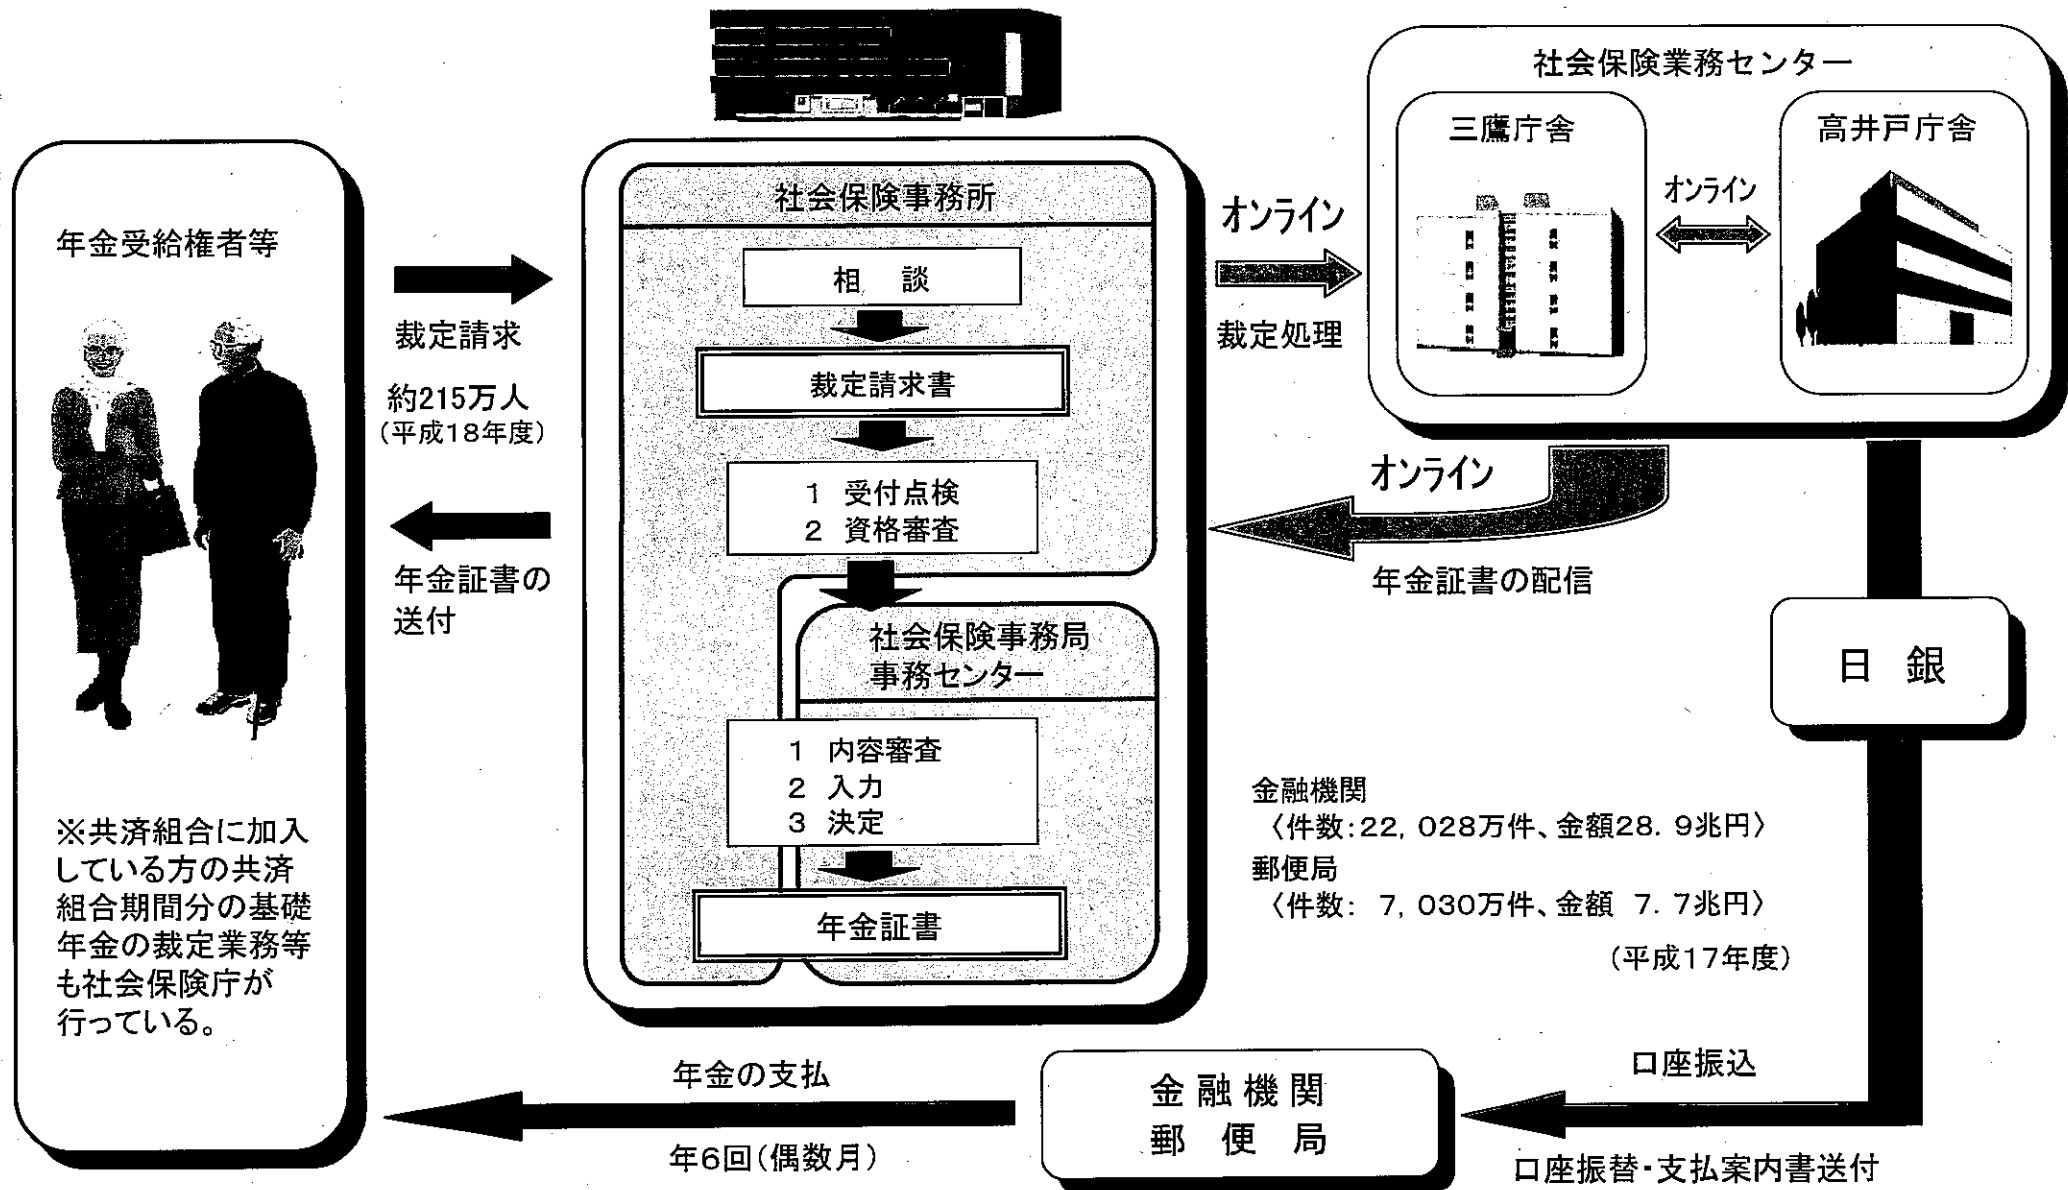 年金受給権者等
※共済組合に加入
している方の共済
組合期間分の基礎
年金の裁定業務等
も社会保険庁が
行っている。
裁定請求
約215万人
(平成18年度)
年金証書の
送付
社会保険事務所
相　談
裁定請求書
1 受付点検
2 資格審査
社会保険事務局
事務センター
1 内容審査
2 入力
3 決定
年金証書
オンライン
裁定処理
社会保険業務センター
三鷹庁舎
オンライン
高井戸庁舎
オンライン
年金証書の配信
日 銀
金融機関
〈件数:22,028万件、金額28.9兆円〉
郵便局
〈件数: 7,030万件、金額 7.7兆円〉
(平成17年度)
口座振込
口座振替・支払案内書送付
金融機関
郵 便 局
年金の支払
年6回(偶数月)